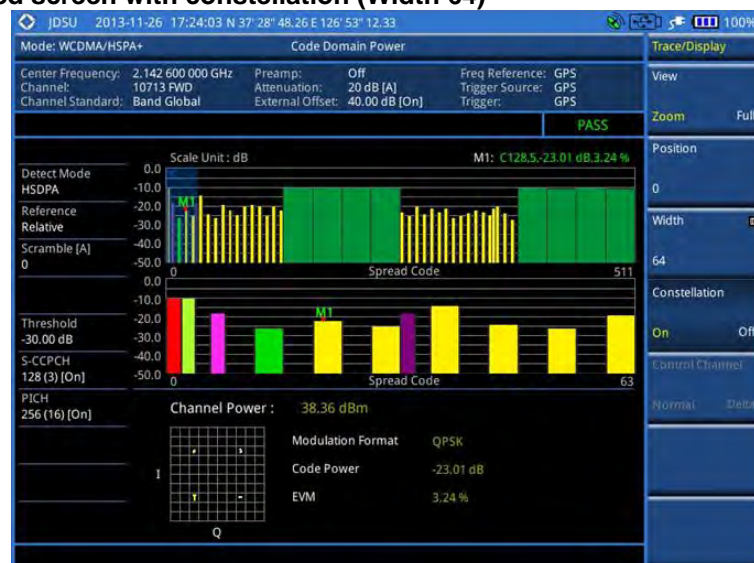 ed screen with constellation (Width 64)
JDSU 2013-11-26 17:24:03 N 37° 28" 48.26 E 126° 53" 12.33 100%
Mode: WCDMA/HSPA+ Code Domain Power Trace/Display
Center Frequency: 2.142 600 000 GHz Preamp: Off Freq Reference: GPS
Channel: 10713 FWD Attenuation: 20 dB [A] Trigger Source: GPS
Channel Standard: Band Global External Offset: 40.00 dB [On] Trigger: GPS
View
Zoom Full
PASS
Position
0
Width
64
Constellation
On Off
Control Channel
Normal Delta
Detect Mode
HSDPA
Reference
Relative
Scramble [A]
0
Threshold
-30.00 dB
S-CCPCH
128 (3) [On]
PICH
256 (16) [On]
Scale Unit : dB M1: C128,5,-23.01 dB,3.24 %
0.0
-10.0
M1
-20.0
-30.0
-40.0
-50.0
0 Spread Code 511
0.0
-10.0
M1
-20.0
-30.0
-40.0
-50.0
0 Spread Code 63
Channel Power : 38.36 dBm
Modulation Format QPSK
Code Power -23.01 dB
EVM 3.24 %
I
Q